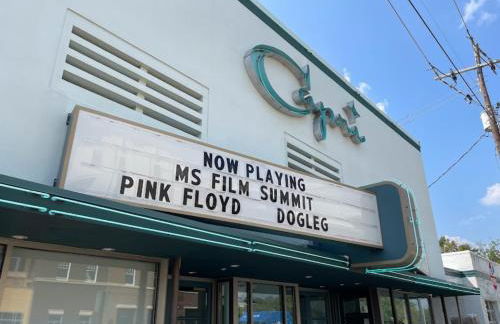 Capri
NOW PLAYING
MS FILM SUMMIT
PINK FLOYD DOGLEG